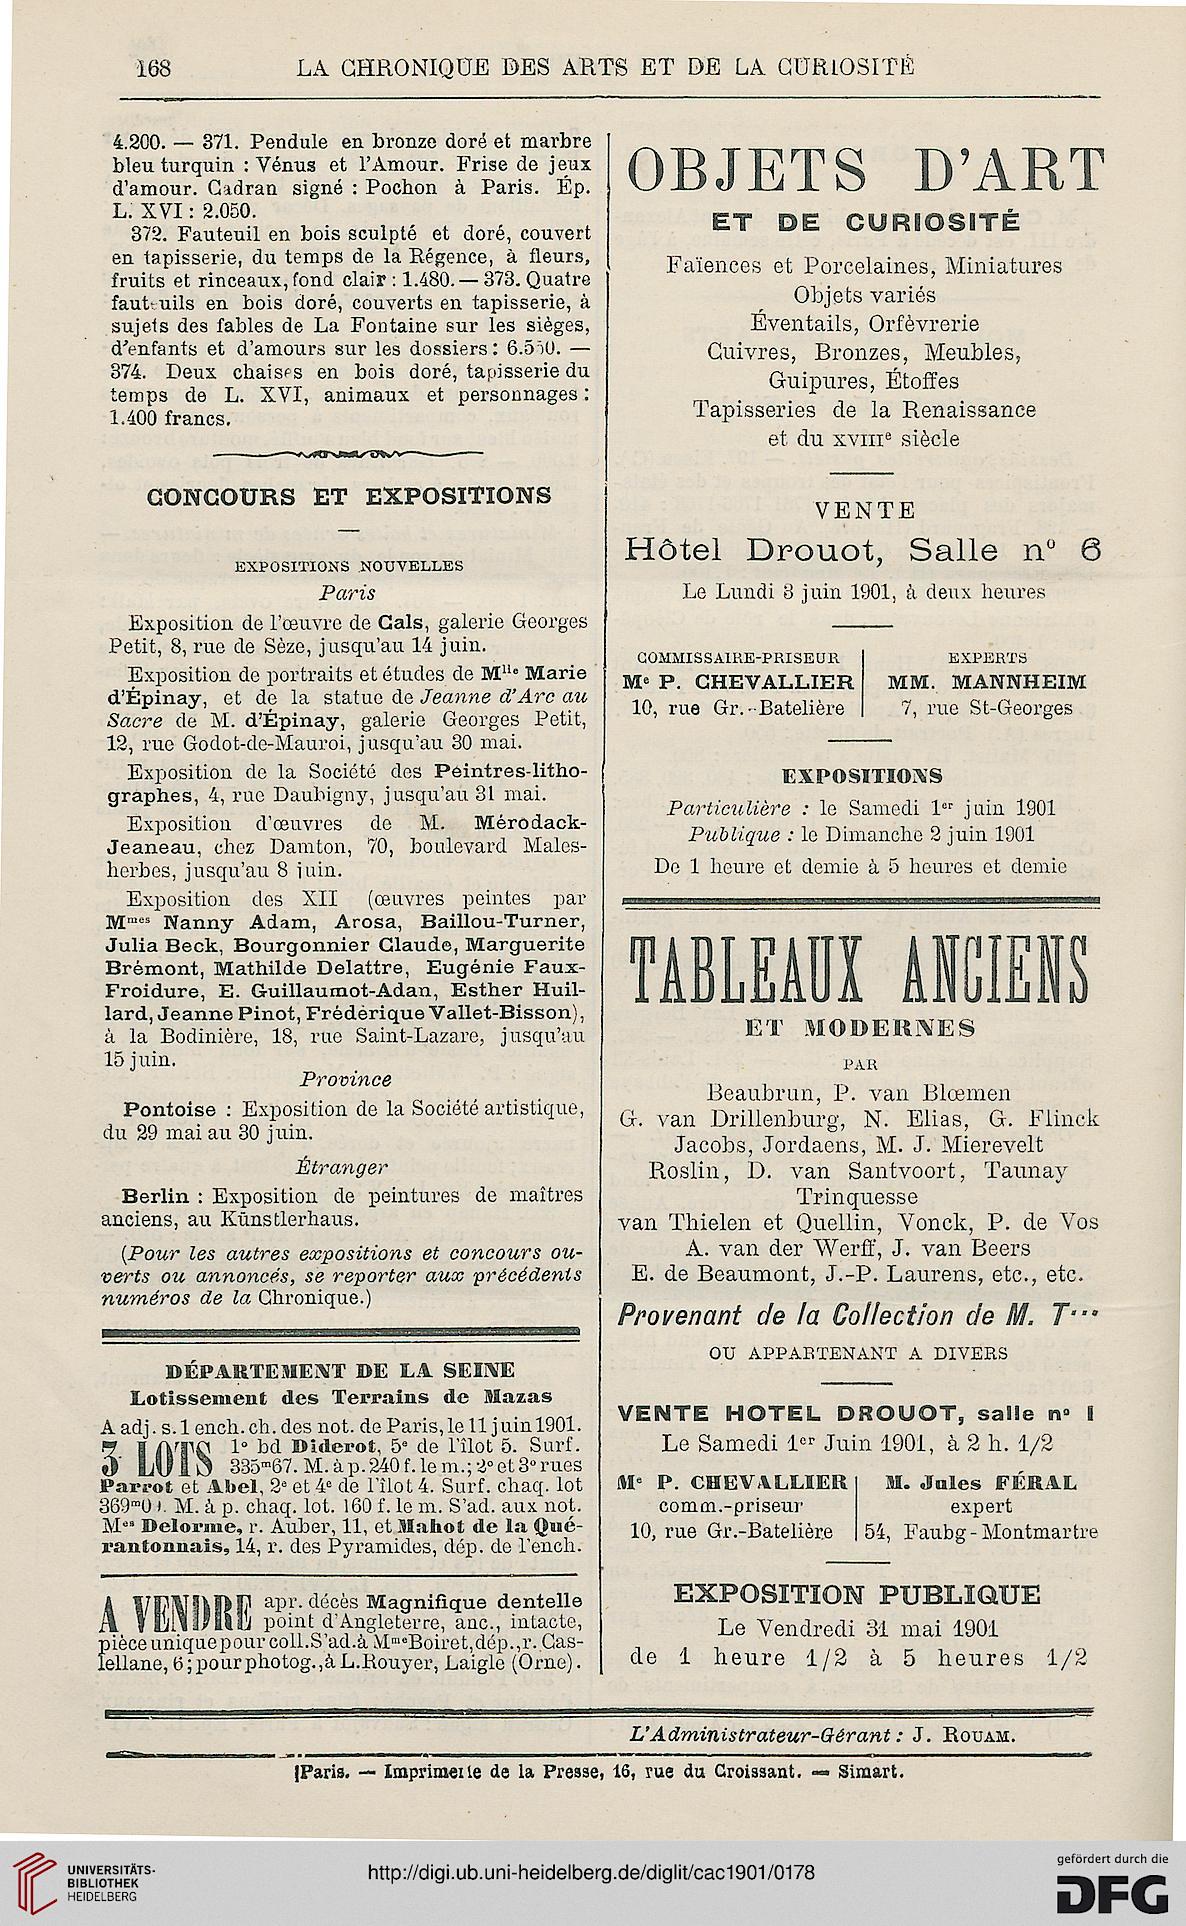 168 LA CHRONIQUE DES ARTS ET DE LA CURIOSITÉ
4.200. — 371. Pendule en bronze doré et marbre
bleu turquin : Vénus et l'Amour. Frise de jeux
d'amour. Cadran signé : Pochon à Paris. Ép.
L. XVI : 2.050.
372. Fauteuil en bois sculpté et doré, couvert
en tapisserie, du temps de la Régence, à fleurs,
fruits et rinceaux, fond clair : 1.480. — 373. Quatre
fauteuils en bois doré, couverts en tapisserie, à
sujets des fables de La Fontaine sur les sièges,
d'enfants et d'amours sur les dossiers : 6.550. —
374. Deux chaises en bois doré, tapisserie du
temps de L. XVI, animaux et personnages :
1.400 francs.
CONCOURS ET EXPOSITIONS
EXPOSITIONS NOUVELLES
Paris
Exposition de l'œuvre de Cals, galerie Georges
Petit, 8, rue de Sèze, jusqu'au 14 juin.
Exposition de portraits et études de Mlle Marie
d'Épinay, et de la statue de Jeanne d'Arc au
Sacre de M. d'Épinay, galerie Georges Petit,
12, rue Godot-de-Mauroi, jusqu'au 30 mai.
Exposition de la Société des Peintres-litho-
graphes, 4, rue Daubigny, jusqu'au 31 mai.
Exposition d'œuvres de M. Mérodack-
Jeaneau, chez Damton, 70, boulevard Males-
herbes, jusqu'au 8 juin.
Exposition des XII (œuvres peintes par
Mmes Nanny Adam, Arosa, Baillou-Turner,
Julia Beck, Bourgonnier Claude, Marguerite
Brémont, Mathilde Delattre, Eugénie Faux-
Froidure, E. Guillaumot-Adan, Esther Huil-
lard, Jeanne Pinot, Frédérique Vallet-Bisson),
à la Bodinière, 18, rue Saint-Lazare, jusqu'au
15 juin.
Province
Pontoise : Exposition de la Société artistique,
du 29 mai au 30 juin.
Étranger
Berlin : Exposition de peintures de maîtres
anciens, au Künstlerhaus.
(Pour les autres expositions et concours ou-
verts ou annoncés, se reporter aux précédents
numéros de la Chronique.)
DÉPARTEMENT DE LA SEINE
Lotissement des Terrains de Mazas
A adj. s. 1 ench. ch. des not. de Paris, le 11 juin 1901.
3 LOTS 1° bd Diderot, 5e de l'îlot 5. Surf.
335m67. M. à p. 240 f. le m.; 2° et 3° rues
Parrot et Abel, 2e et 4e de l'îlot 4. Surf. chaq. lot
369m0. M. à p. chaq. lot. 160 f. le m. S'ad. aux not.
Mes Delorme, r. Auber, 11, et Mahot de la Qué-
rantonnais, 14, r. des Pyramides, dép. de l'ench.
A VENDRE apr. décès Magnifique dentelle
point d'Angleterre, anc., intacte,
pièce unique pour coll. S'ad. à Mme Boiret, dép., r. Cas-
tellane, 6; pour photog., à L. Rouyer, Laigle (Orne).
OBJETS D'ART
ET DE CURIOSITÉ
Faïences et Porcelaines, Miniatures
Objets variés
Éventails, Orfèvrerie
Cuivres, Bronzes, Meubles,
Guipures, Étoffes
Tapisseries de la Renaissance
et du XVIIIe siècle
VENTE
Hôtel Drouot, Salle n° 6
Le Lundi 3 juin 1901, à deux heures
COMMISSAIRE-PRISEUR EXPERTS
Me P. CHEVALLIER MM. MANNHEIM
10, rue Gr.-Batelière 7, rue St-Georges
EXPOSITIONS
Particulière : le Samedi 1er juin 1901
Publique : le Dimanche 2 juin 1901
De 1 heure et demie à 5 heures et demie
TABLEAUX ANCIENS
ET MODERNES
PAR
Beaubrun, P. van Blœmen
G. van Drillenburg, N. Elias, G. Flinck
Jacobs, Jordaens, M. J. Mierevelt
Roslin, D. van Santvoort, Taunay
Trinquesse
van Thielen et Quellin, Vonck, P. de Vos
A. van der Werff, J. van Beers
E. de Beaumont, J.-P. Laurens, etc., etc.
Provenant de la Collection de M. T...
OU APPARTENANT A DIVERS
VENTE HOTEL DROUOT, salle n° 1
Le Samedi 1er Juin 1901, à 2 h. 1/2
Me P. CHEVALLIER M. Jules FÉRAL
comm.-priseur expert
10, rue Gr.-Batelière 54, Faubg-Montmartre
EXPOSITION PUBLIQUE
Le Vendredi 31 mai 1901
de 1 heure 1/2 à 5 heures 1/2
L'Administrateur-Gérant : J. ROUAM.
Paris. — Imprimerie de la Presse, 16, rue du Croissant. — Simart.
UNIVERSITÄTS-
BIBLIOTHEK
HEIDELBERG
http://digi.ub.uni-heidelberg.de/diglit/cac1901/0178
gefördert durch die
DFG